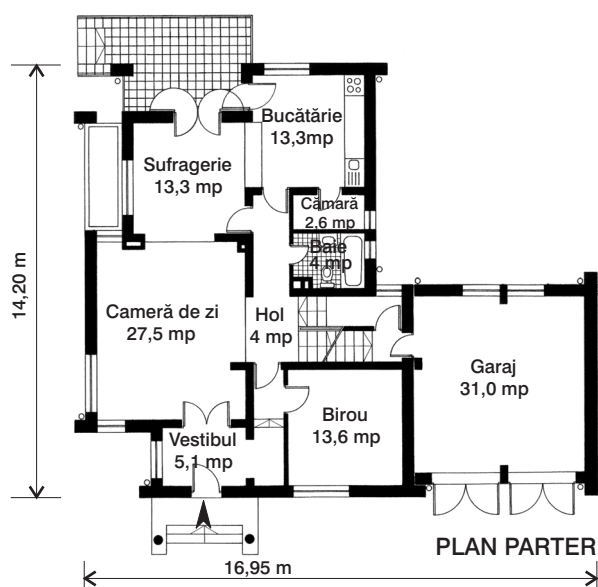 Bucătărie
13,3mp
Sufragerie
13,3 mp
Cămară
2,6 mp
Baie
4 mp
14,20 m
Cameră de zi
27,5 mp
Hol
4 mp
Garaj
31,0 mp
Birou
13,6 mp
Vestibul
5,1 mp
PLAN PARTER
16,95 m